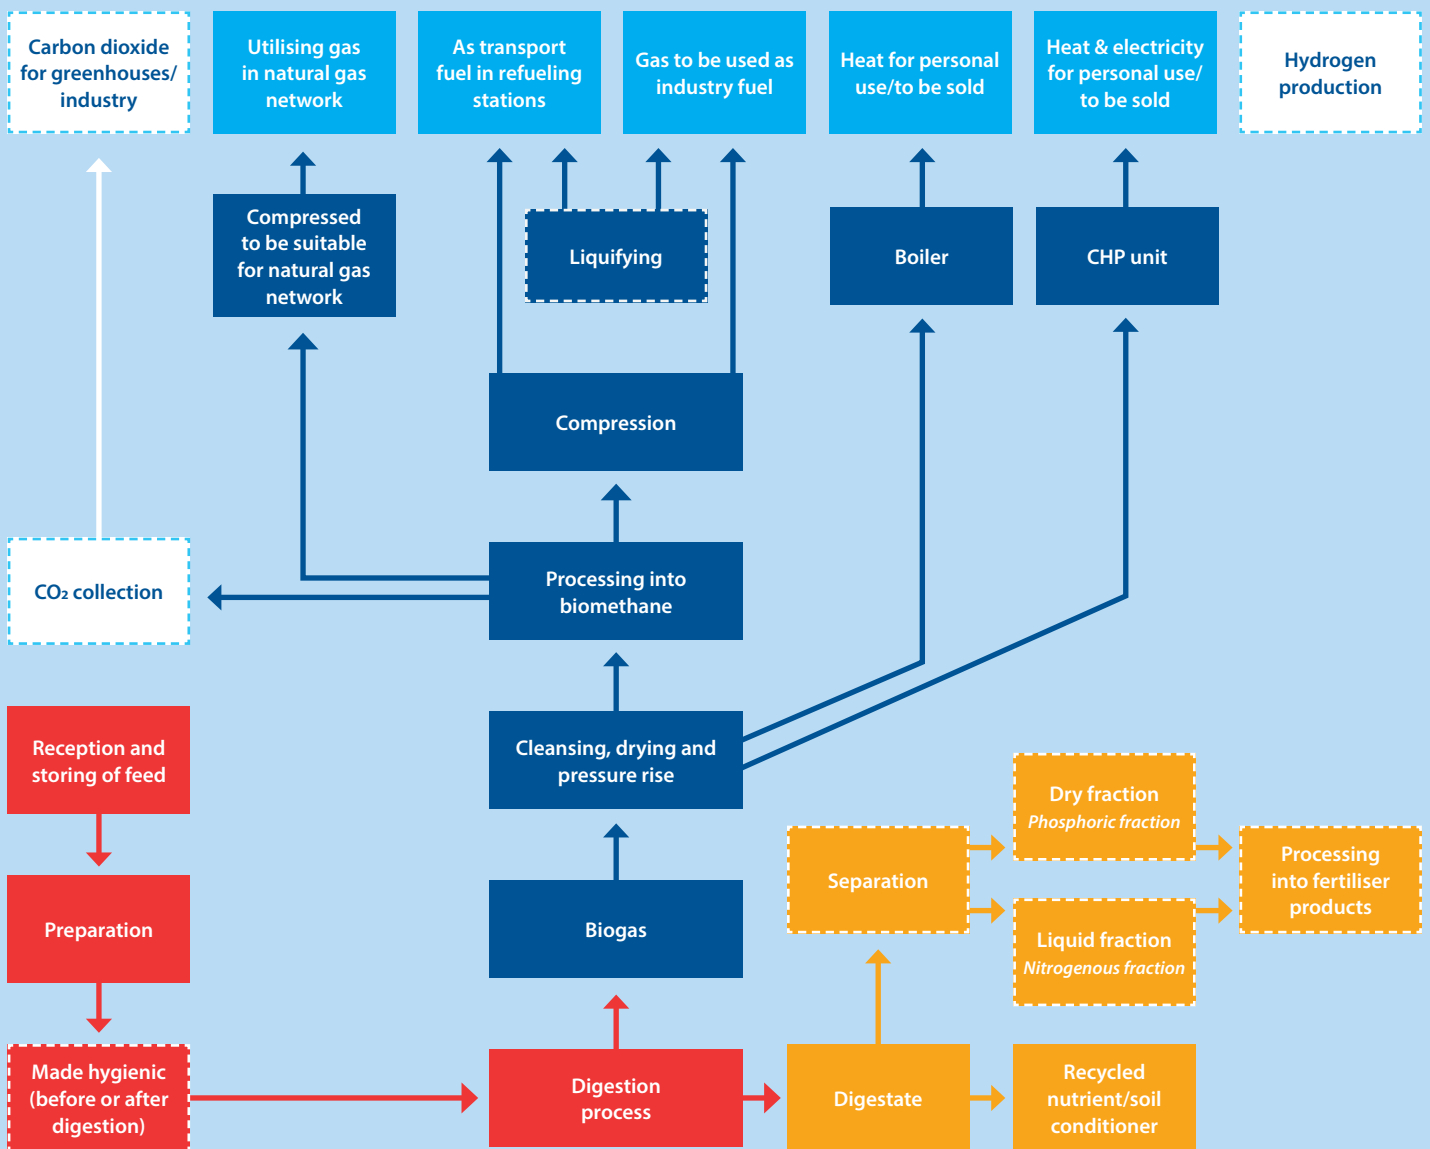 Carbon dioxide
for greenhouses/
industry
Utilising gas
in natural gas
network
As transport
fuel in refueling
stations
Gas to be used as
industry fuel
Heat for personal
use/to be sold
Heat & electricity
for personal use/
to be sold
Hydrogen
production
Compressed
to be suitable
for natural gas
network
Liquifying
Boiler
CHP unit
Compression
CO₂ collection
Processing into
biomethane
Reception and
storing of feed
Cleansing, drying and
pressure rise
Dry fraction
Phosphoric fraction
Separation
Processing
into fertiliser
products
Preparation
Biogas
Liquid fraction
Nitrogenous fraction
Made hygienic
(before or after
digestion)
Digestion
process
Digestate
Recycled
nutrient/soil
conditioner